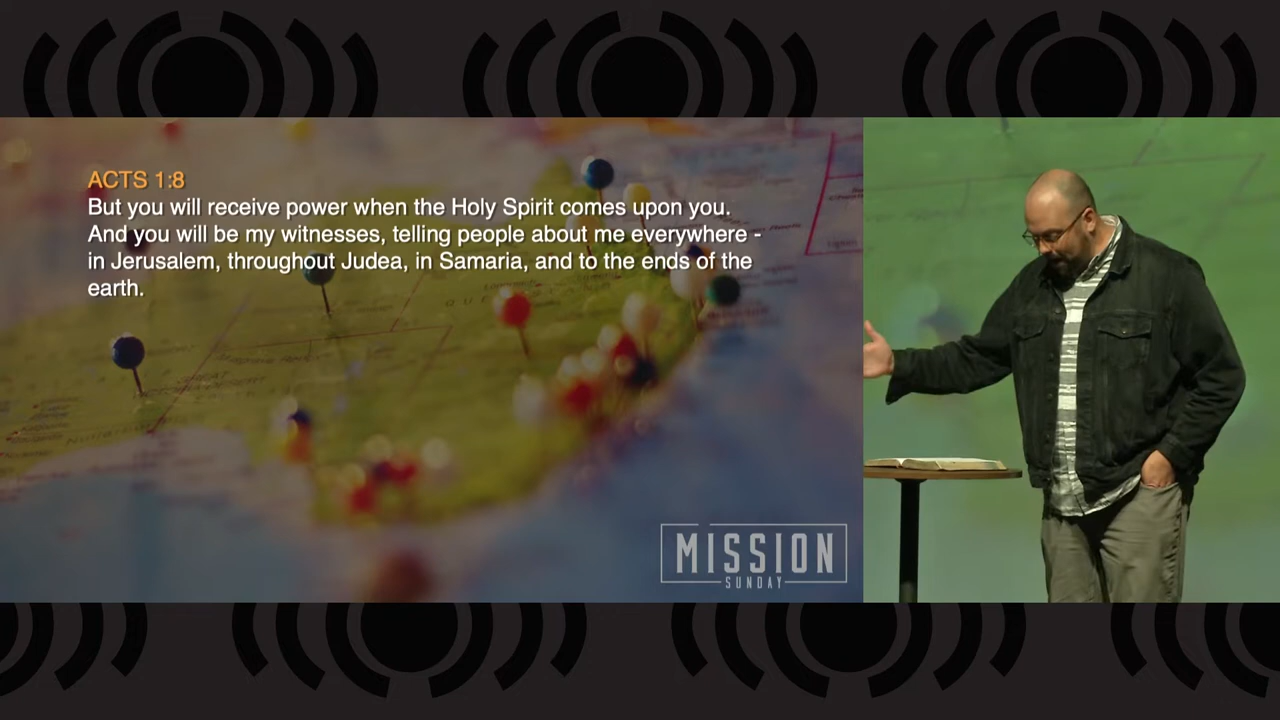 ACTS 1:8
But you will receive power when the Holy Spirit comes upon you.
And you will be my witnesses, telling people about me everywhere -
in Jerusalem, throughout Judea, in Samaria, and to the ends of the
earth.
MISSION
SUNDAY